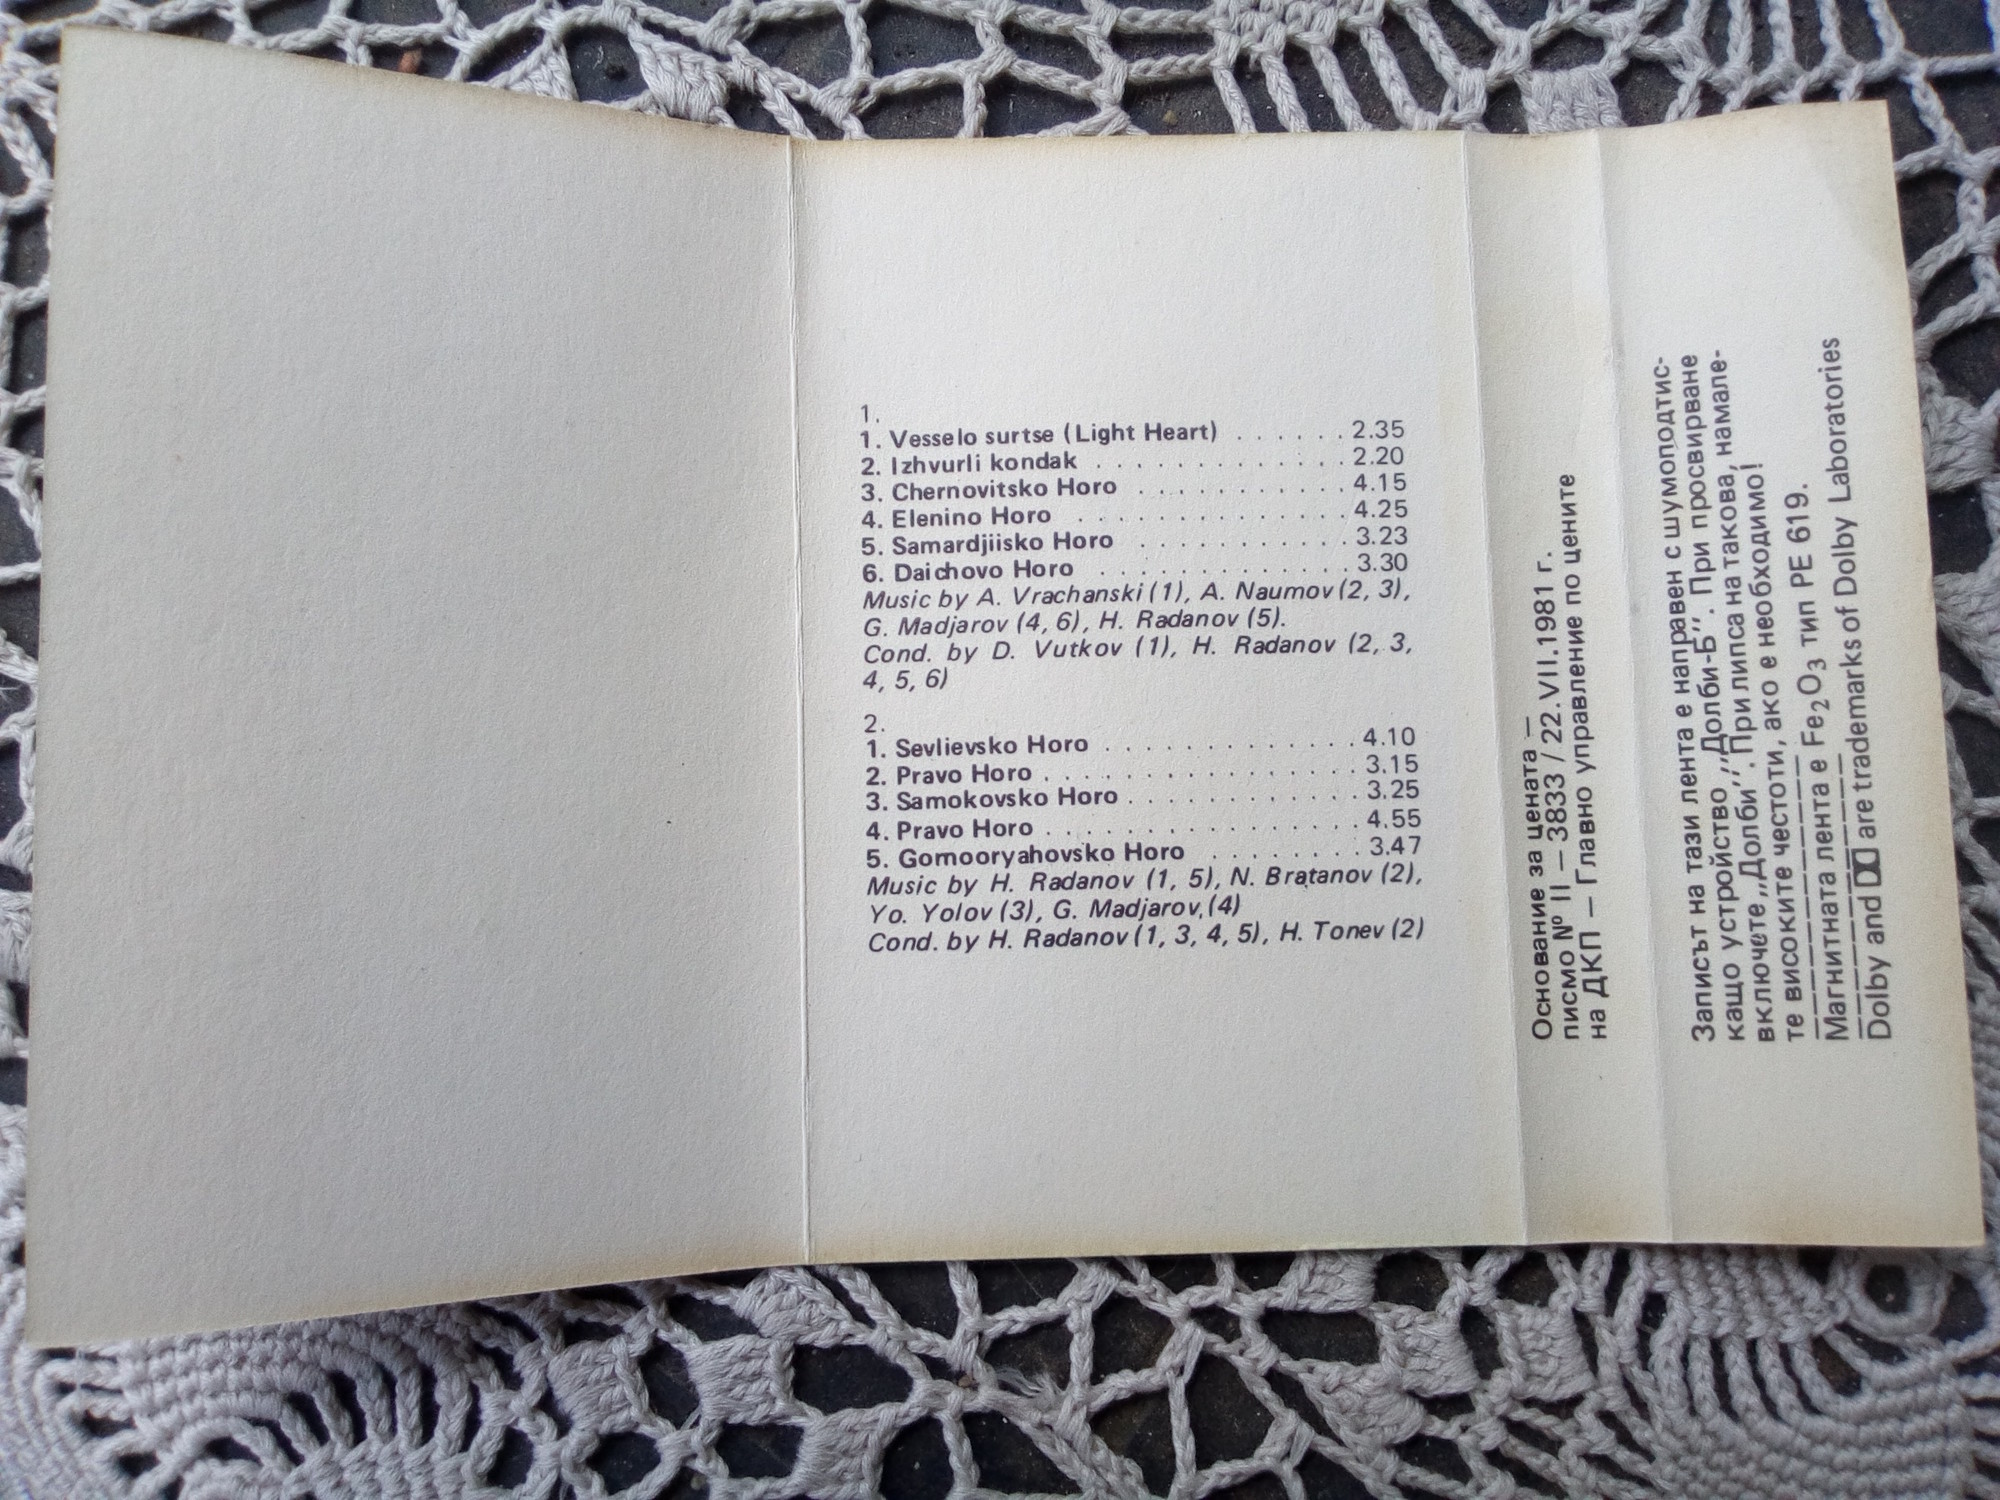 1.
1. Vesselo surtse (Light Heart) . . . . . . 2.35
2. Izhvurli kondak . . . . . . . . . . . . . 2.20
3. Chernovitsko Horo . . . . . . . . . . . 4.15
4. Elenino Horo . . . . . . . . . . . . . . 4.25
5. Samardjiisko Horo . . . . . . . . . . . 3.23
6. Daichovo Horo . . . . . . . . . . . . . 3.30
Music by A. Vrachanski (1), A. Naumov (2, 3),
G. Madjarov (4, 6), H. Radanov (5).
Cond. by D. Vutkov (1), H. Radanov (2, 3,
4, 5, 6)
2.
1. Sevlievsko Horo . . . . . . . . . . . . . 4.10
2. Pravo Horo . . . . . . . . . . . . . . . . 3.15
3. Samokovsko Horo . . . . . . . . . . . . 3.25
4. Pravo Horo . . . . . . . . . . . . . . . . 4.55
5. Gornooryahovsko Horo . . . . . . . . 3.47
Music by H. Radanov (1, 5), N. Bratanov (2),
Yo. Yolov (3), G. Madjarov, (4)
Cond. by H. Radanov (1, 3, 4, 5), H. Tonev (2)
Основание за цената —
писмо № II — 3833 / 22.VII.1981 г.
на ДКП — Главно управление по цените
Записът на тази лента е направен с шумоподтис-
кащо устройство „Долби-Б“. При просвирване
включете „Долби“. При липса на такова, намале-
те високите честоти, ако е необходимо!
Магнитната лента е Fe2O3 тип PE 619.
Dolby and DD are trademarks of Dolby Laboratories